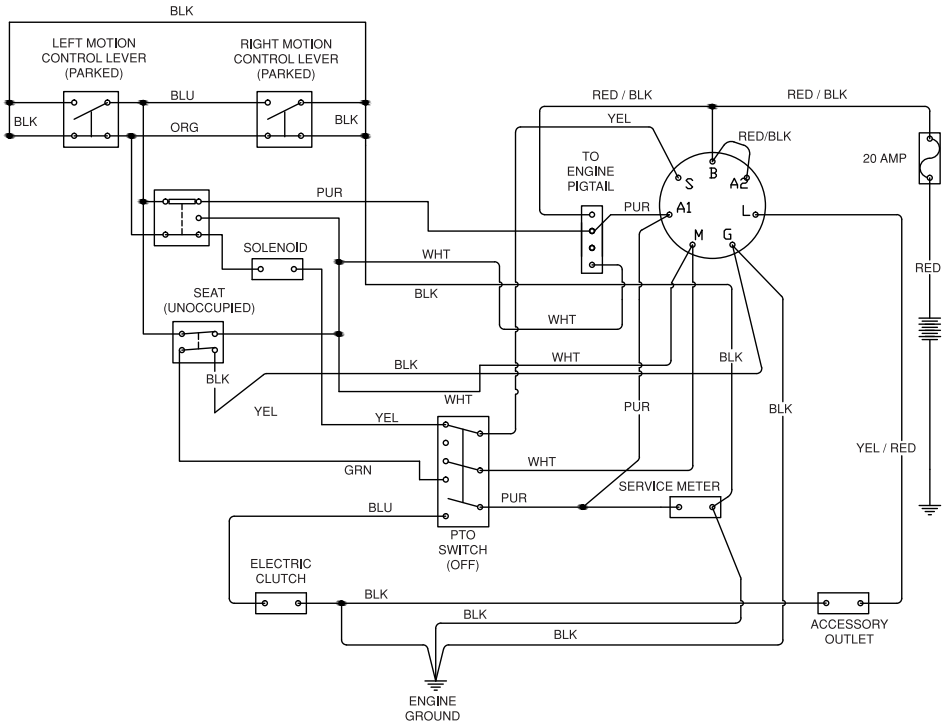 BLK
LEFT MOTION
CONTROL LEVER
(PARKED)
RIGHT MOTION
CONTROL LEVER
(PARKED)
BLU
BLK
BLK
ORG
RED / BLK
RED / BLK
YEL
RED/BLK
20 AMP
TO
ENGINE
PIGTAIL
B
S
A2
PUR
PUR
A1
L
M
G
SOLENOID
WHT
BLK
RED
SEAT
(UNOCCUPIED)
WHT
WHT
BLK
BLK
BLK
WHT
YEL
YEL
PUR
BLK
WHT
YEL / RED
GRN
SERVICE METER
PUR
BLU
PTO
SWITCH
(OFF)
ELECTRIC
CLUTCH
BLK
BLK
BLK
ACCESSORY
OUTLET
ENGINE
GROUND